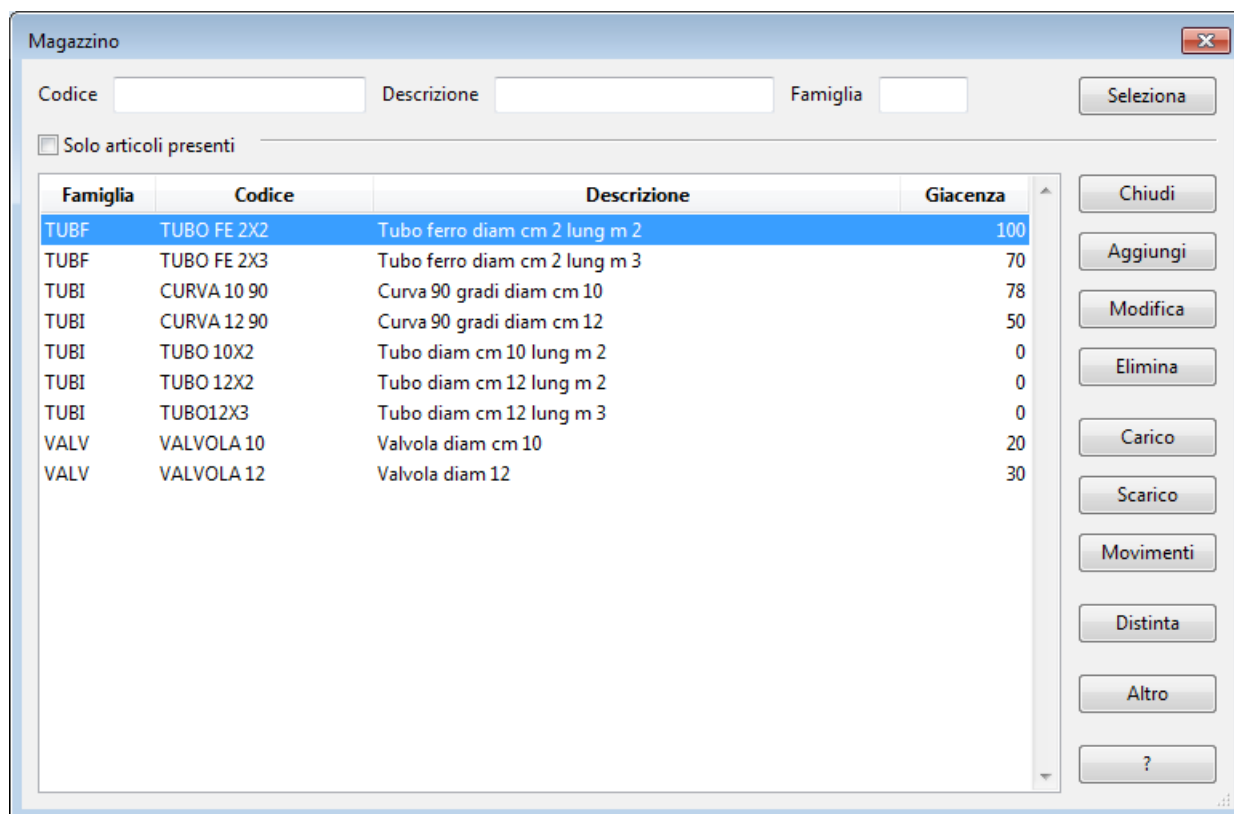 Magazzino
Codice Descrizione Famiglia Seleziona
Solo articoli presenti
Famiglia Codice Descrizione Giacenza Chiudi
TUBF TUBO FE 2X2 Tubo ferro diam cm 2 lung m 2 100
TUBF TUBO FE 2X3 Tubo ferro diam cm 2 lung m 3 70 Aggiungi
TUBI CURVA 10 90 Curva 90 gradi diam cm 10 78
TUBI CURVA 12 90 Curva 90 gradi diam cm 12 50 Modifica
TUBI TUBO 10X2 Tubo diam cm 10 lung m 2 0
TUBI TUBO 12X2 Tubo diam cm 12 lung m 2 0 Elimina
TUBI TUBO12X3 Tubo diam cm 12 lung m 3 0
VALV VALVOLA 10 Valvola diam cm 10 20 Carico
VALV VALVOLA 12 Valvola diam 12 30
Scarico
Movimenti
Distinta
Altro
?